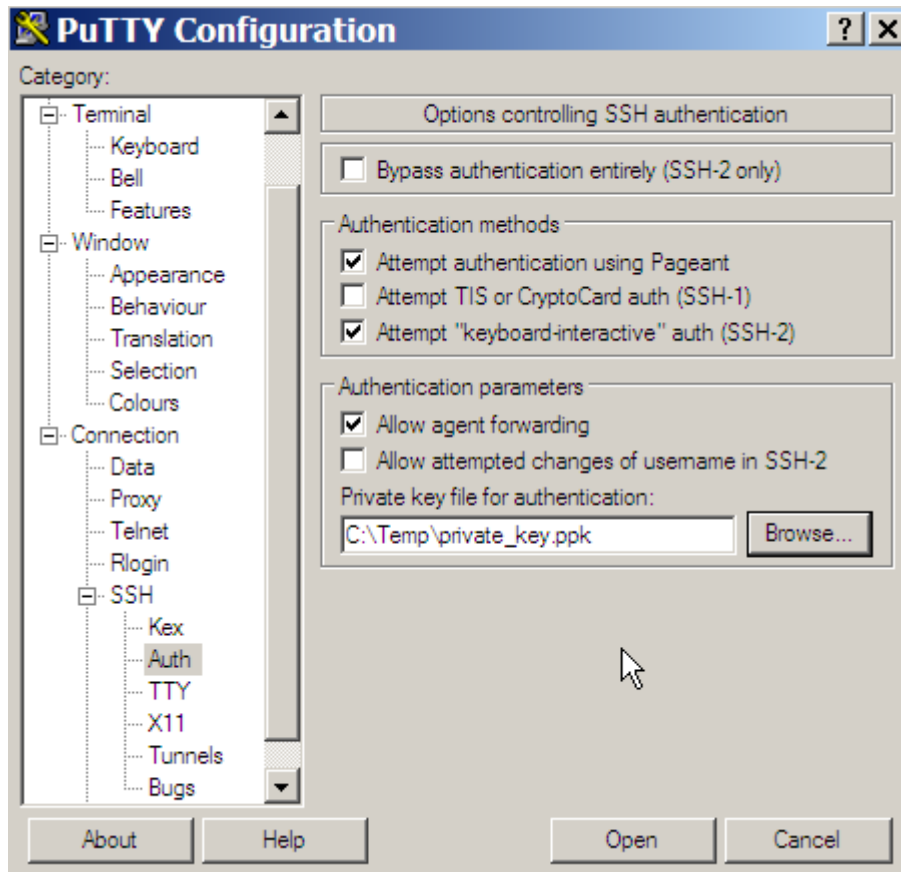 PuTTY Configuration
?
Category:
Terminal
Keyboard
Bell
Features
Window
Appearance
Behaviour
Translation
Selection
Colours
Connection
Data
Proxy
Telnet
Rlogin
SSH
Kex
Auth
TTY
X11
Tunnels
Bugs
Options controlling SSH authentication
Bypass authentication entirely (SSH-2 only)
Authentication methods
Attempt authentication using Pageant
Attempt TIS or CryptoCard auth (SSH-1)
Attempt "keyboard-interactive" auth (SSH-2)
Authentication parameters
Allow agent forwarding
Allow attempted changes of username in SSH-2
Private key file for authentication:
C:\Temp\private_key.ppk
Browse...
About
Help
Open
Cancel